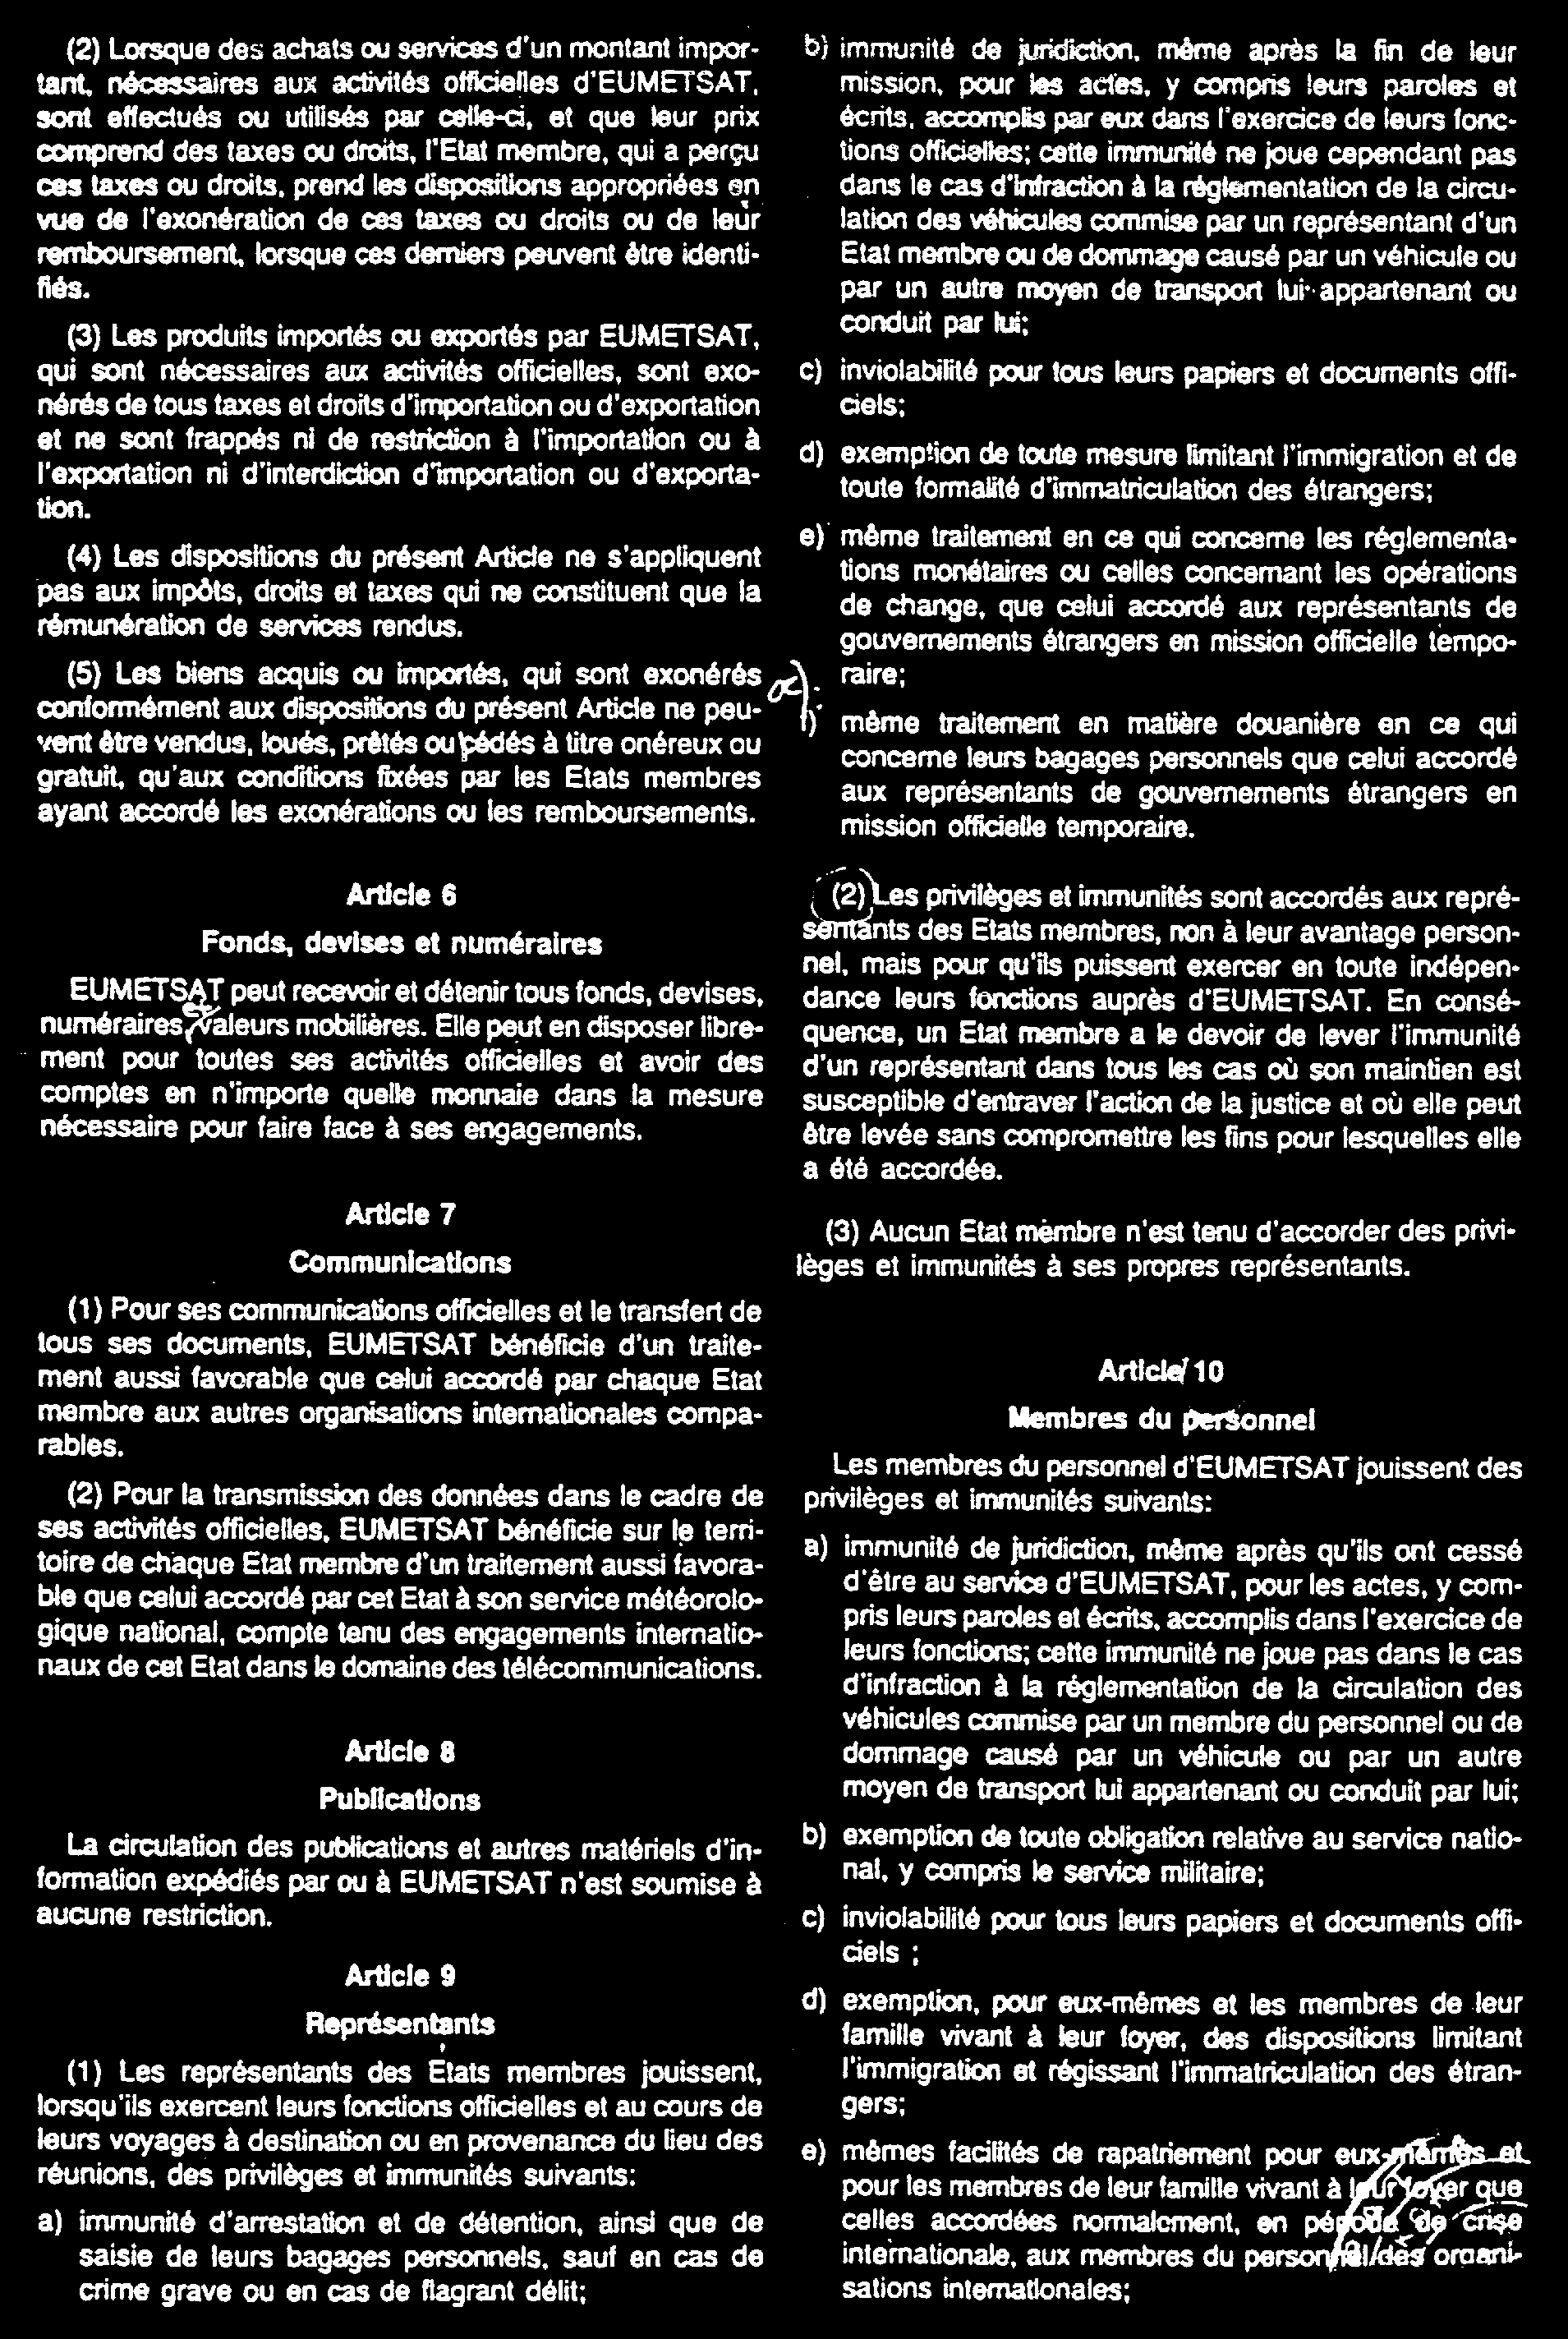 (2) Lorsque des achats ou services d'un montant impor-
tant, nécessaires aux activités officielles d'EUMETSAT,
sont effectués ou utilisés par celle-ci, et que leur prix
comprend des taxes ou droits, l'Etat membre, qui a perçu
ces taxes ou droits, prend les dispositions appropriées en
vue de l'exonération de ces taxes ou droits ou de leur
remboursement, lorsque ces derniers peuvent être identi-
fiés.
(3) Les produits importés ou exportés par EUMETSAT,
qui sont nécessaires aux activités officielles, sont exo-
nérés de tous taxes et droits d'importation ou d'exportation
et ne sont frappés ni de restriction à l'importation ou à
l'exportation ni d'interdiction d'importation ou d'exporta-
tion.
(4) Les dispositions du présent Article ne s'appliquent
pas aux impôts, droits et taxes qui ne constituent que la
rémunération de services rendus.
(5) Les biens acquis ou importés, qui sont exonérés
conformément aux dispositions du présent Article ne peu-
vent être vendus, loués, prêtés ou cédés à titre onéreux ou
gratuit, qu'aux conditions fixées par les Etats membres
ayant accordé les exonérations ou les remboursements.
Article 6
Fonds, devises et numéraires
EUMETSAT peut recevoir et détenir tous fonds, devises,
numéraires et valeurs mobilières. Elle peut en disposer libre-
ment pour toutes ses activités officielles et avoir des
comptes en n'importe quelle monnaie dans la mesure
nécessaire pour faire face à ses engagements.
Article 7
Communications
(1) Pour ses communications officielles et le transfert de
tous ses documents, EUMETSAT bénéficie d'un traite-
ment aussi favorable que celui accordé par chaque Etat
membre aux autres organisations internationales compa-
rables.
(2) Pour la transmission des données dans le cadre de
ses activités officielles, EUMETSAT bénéficie sur le terri-
toire de chaque Etat membre d'un traitement aussi favora-
ble que celui accordé par cet Etat à son service météorolo-
gique national, compte tenu des engagements internatio-
naux de cet Etat dans le domaine des télécommunications.
Article 8
Publications
La circulation des publications et autres matériels d'in-
formation expédiés par ou à EUMETSAT n'est soumise à
aucune restriction.
Article 9
Représentants
(1) Les représentants des Etats membres jouissent,
lorsqu'ils exercent leurs fonctions officielles et au cours de
leurs voyages à destination ou en provenance du lieu des
réunions, des privilèges et immunités suivants:
a) immunité d'arrestation et de détention, ainsi que de
saisie de leurs bagages personnels, sauf en cas de
crime grave ou en cas de flagrant délit;
b) immunité de juridiction, même après la fin de leur
mission, pour les actes, y compris leurs paroles et
écrits, accomplis par eux dans l'exercice de leurs fonc-
tions officielles; cette immunité ne joue cependant pas
dans le cas d'infraction à la réglementation de la circu-
lation des véhicules commise par un représentant d'un
Etat membre ou de dommage causé par un véhicule ou
par un autre moyen de transport lui appartenant ou
conduit par lui;
c) inviolabilité pour tous leurs papiers et documents offi-
ciels;
d) exemption de toute mesure limitant l'immigration et de
toute formalité d'immatriculation des étrangers;
e) même traitement en ce qui concerne les réglementa-
tions monétaires ou celles concernant les opérations
de change, que celui accordé aux représentants de
gouvernements étrangers en mission officielle tempo-
raire;
f) même traitement en matière douanière en ce qui
concerne leurs bagages personnels que celui accordé
aux représentants de gouvernements étrangers en
mission officielle temporaire.
(2) Les privilèges et immunités sont accordés aux repré-
sentants des Etats membres, non à leur avantage person-
nel, mais pour qu'ils puissent exercer en toute indépen-
dance leurs fonctions auprès d'EUMETSAT. En consé-
quence, un Etat membre a le devoir de lever l'immunité
d'un représentant dans tous les cas où son maintien est
susceptible d'entraver l'action de la justice et où elle peut
être levée sans compromettre les fins pour lesquelles elle
a été accordée.
(3) Aucun Etat membre n'est tenu d'accorder des privi-
lèges et immunités à ses propres représentants.
Article 10
Membres du personnel
Les membres du personnel d'EUMETSAT jouissent des
privilèges et immunités suivants:
a) immunité de juridiction, même après qu'ils ont cessé
d'être au service d'EUMETSAT, pour les actes, y com-
pris leurs paroles et écrits, accomplis dans l'exercice de
leurs fonctions; cette immunité ne joue pas dans le cas
d'infraction à la réglementation de la circulation des
véhicules commise par un membre du personnel ou de
dommage causé par un véhicule ou par un autre
moyen de transport lui appartenant ou conduit par lui;
b) exemption de toute obligation relative au service natio-
nal, y compris le service militaire;
c) inviolabilité pour tous leurs papiers et documents offi-
ciels ;
d) exemption, pour eux-mêmes et les membres de leur
famille vivant à leur foyer, des dispositions limitant
l'immigration et régissant l'immatriculation des étran-
gers;
e) mêmes facilités de rapatriement pour eux-mêmes et
pour les membres de leur famille vivant à leur foyer que
celles accordées normalement, en période de crise
internationale, aux membres du personnel des organi-
sations internationales;